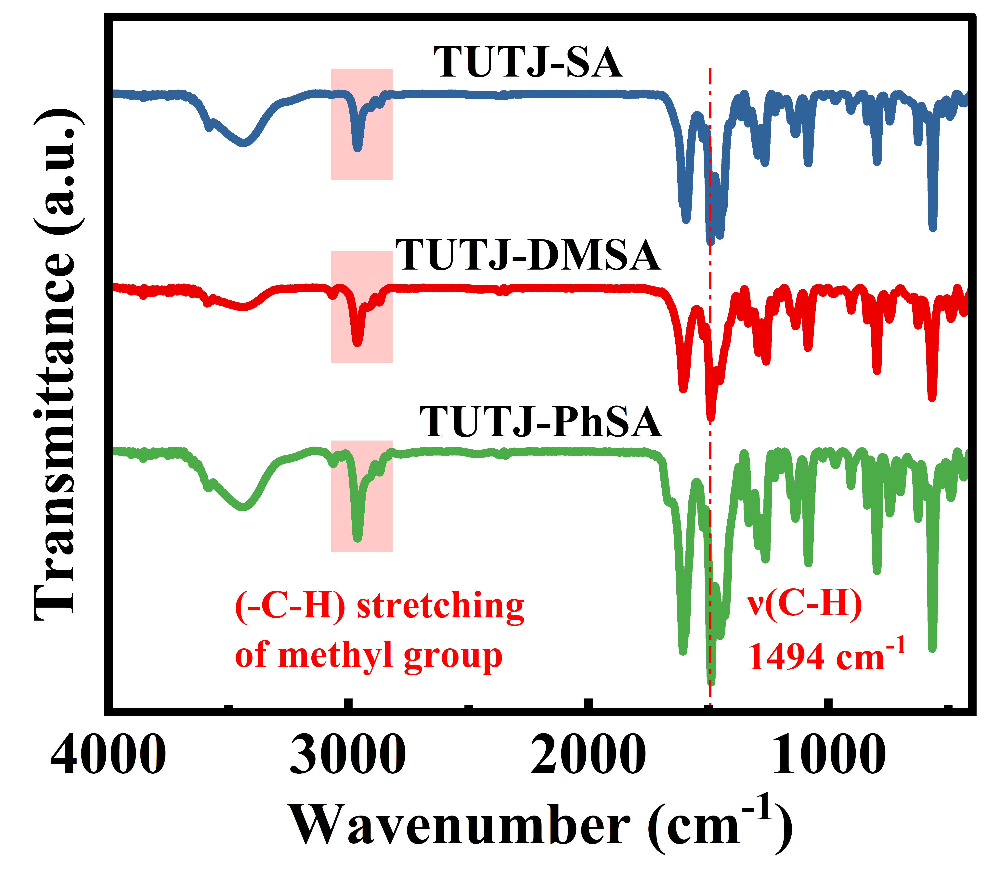 Transmittance (a.u.)
TUTJ-SA
TUTJ-DMSA
TUTJ-PhSA
(-C-H) stretching
of methyl group
ν(C-H)
1494 cm⁻¹
4000 3000 2000 1000
Wavenumber (cm⁻¹)